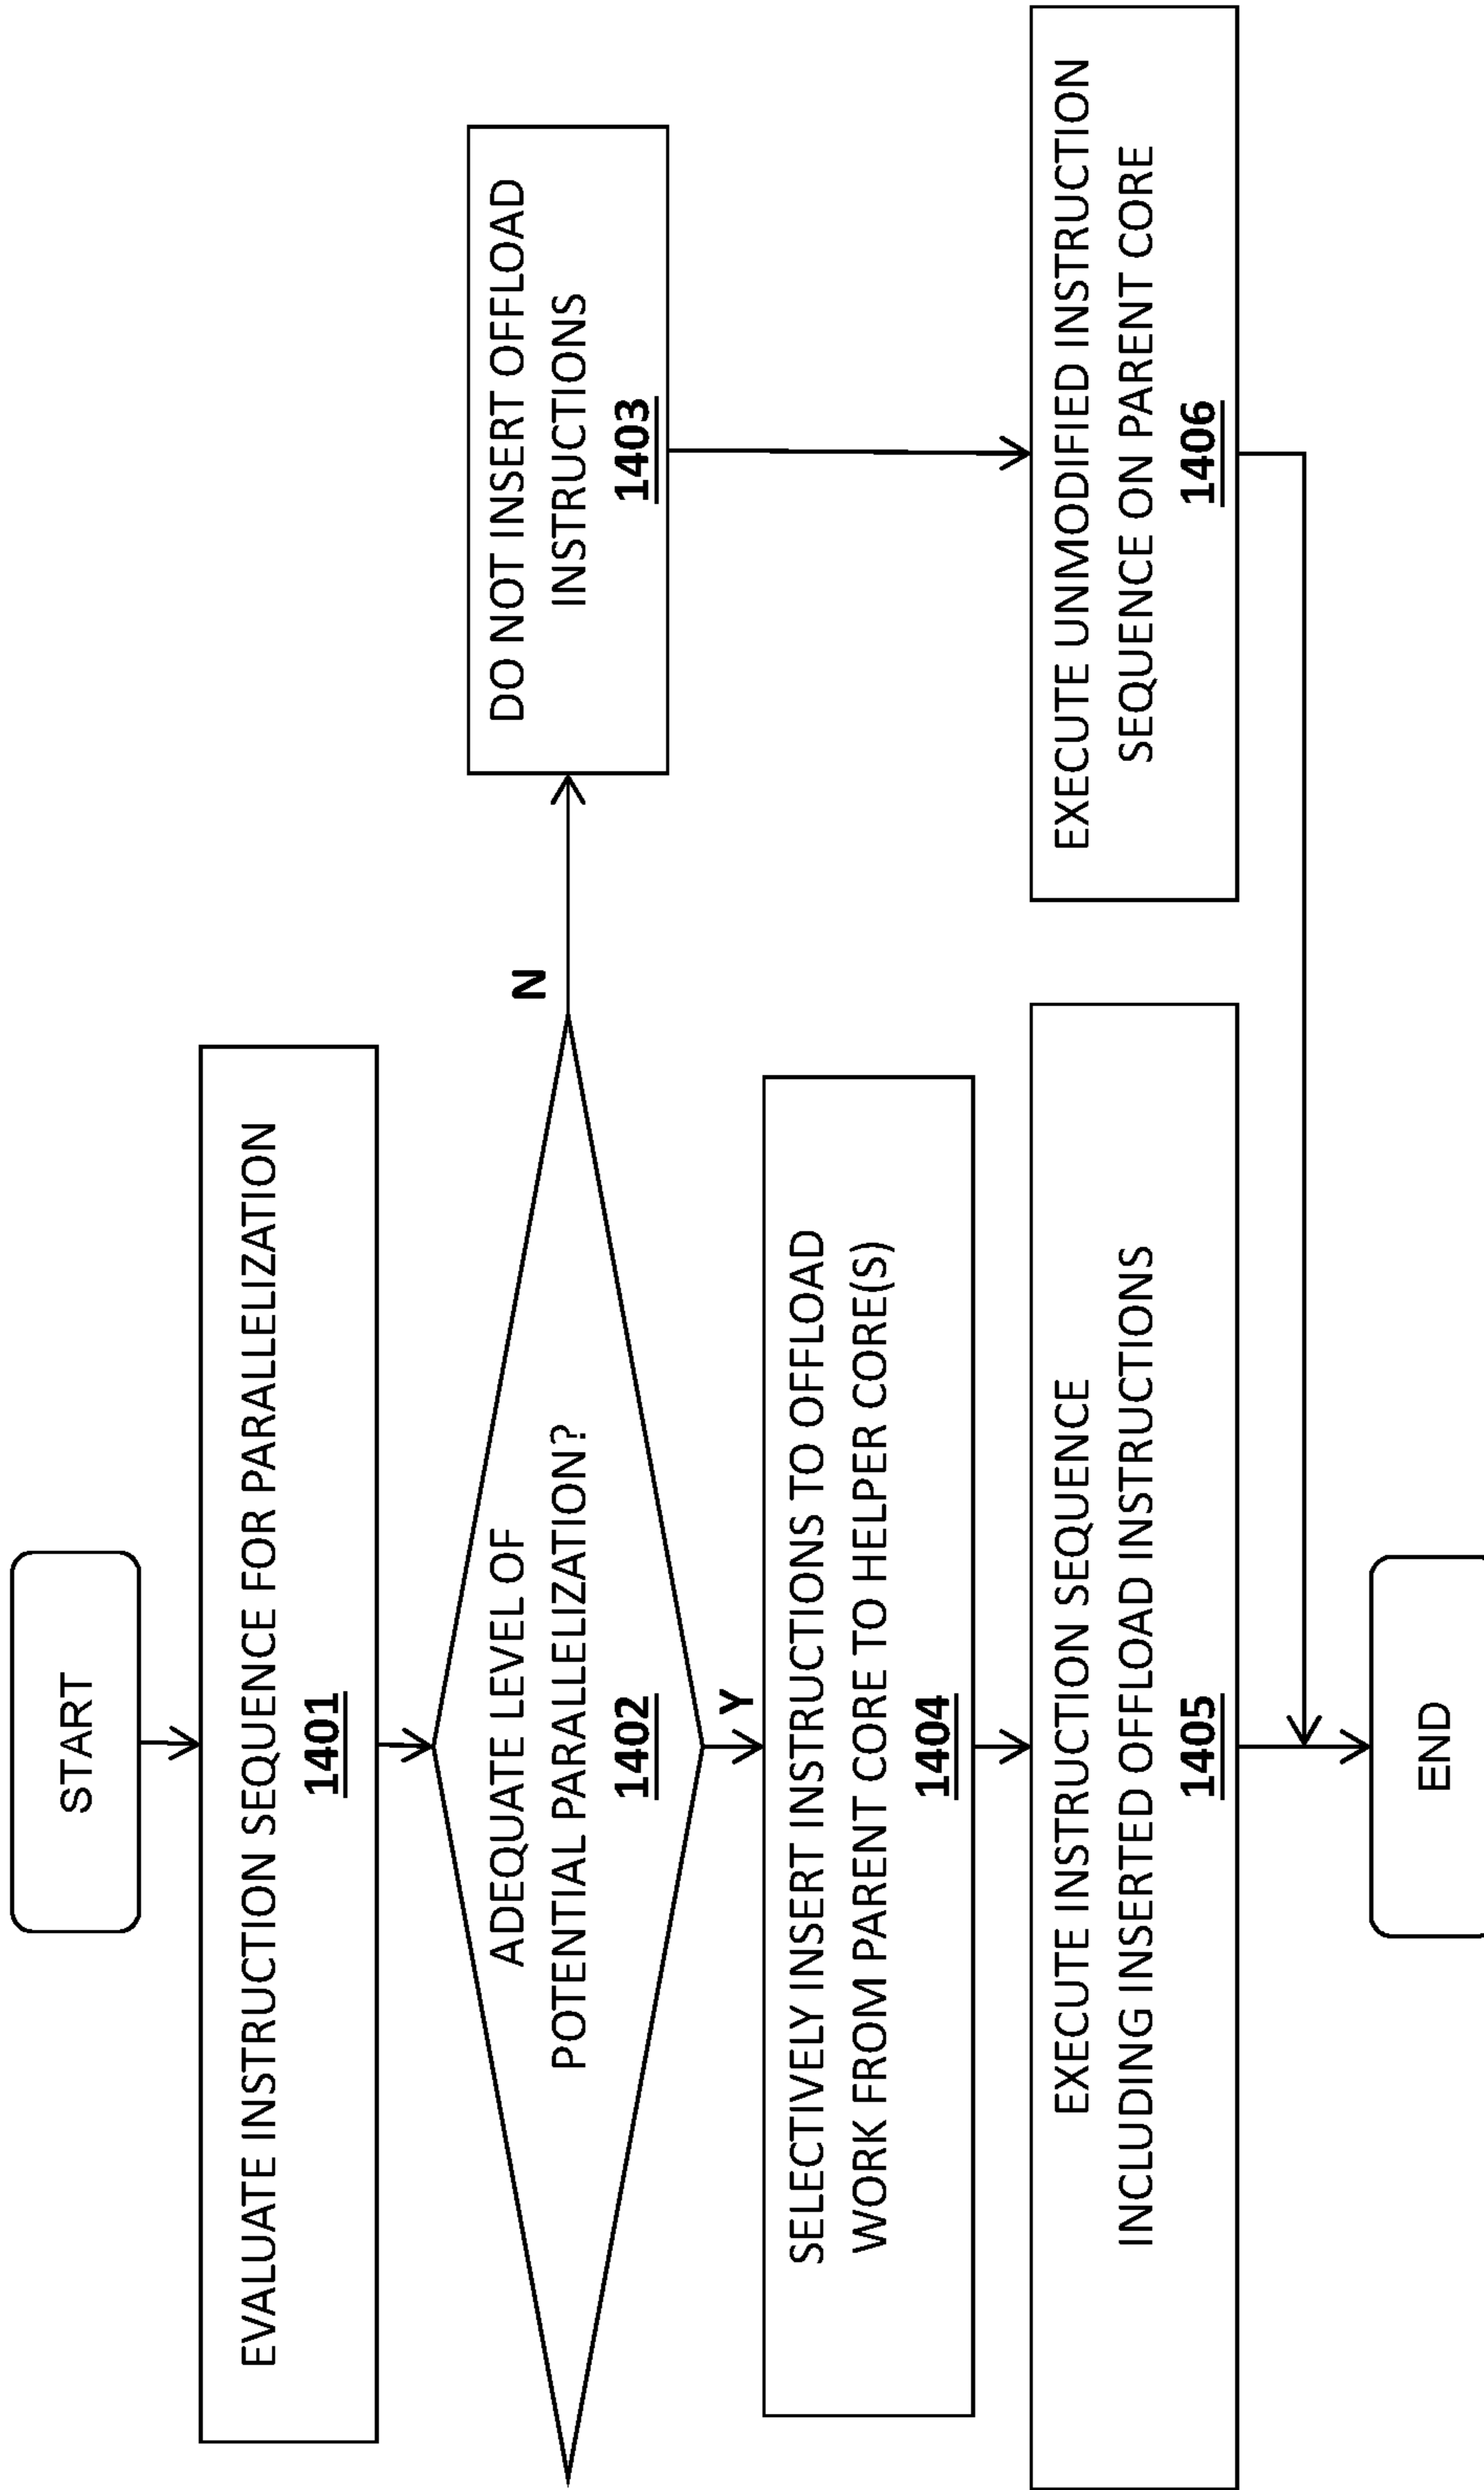 START
EVALUATE INSTRUCTION SEQUENCE FOR PARALLELIZATION
1401
ADEQUATE LEVEL OF
POTENTIAL PARALLELIZATION?
1402
N
DO NOT INSERT OFFLOAD
INSTRUCTIONS
1403
Y
SELECTIVELY INSERT INSTRUCTIONS TO OFFLOAD
WORK FROM PARENT CORE TO HELPER CORE(S)
1404
EXECUTE INSTRUCTION SEQUENCE
INCLUDING INSERTED OFFLOAD INSTRUCTIONS
1405
EXECUTE UNMODIFIED INSTRUCTION
SEQUENCE ON PARENT CORE
1406
END